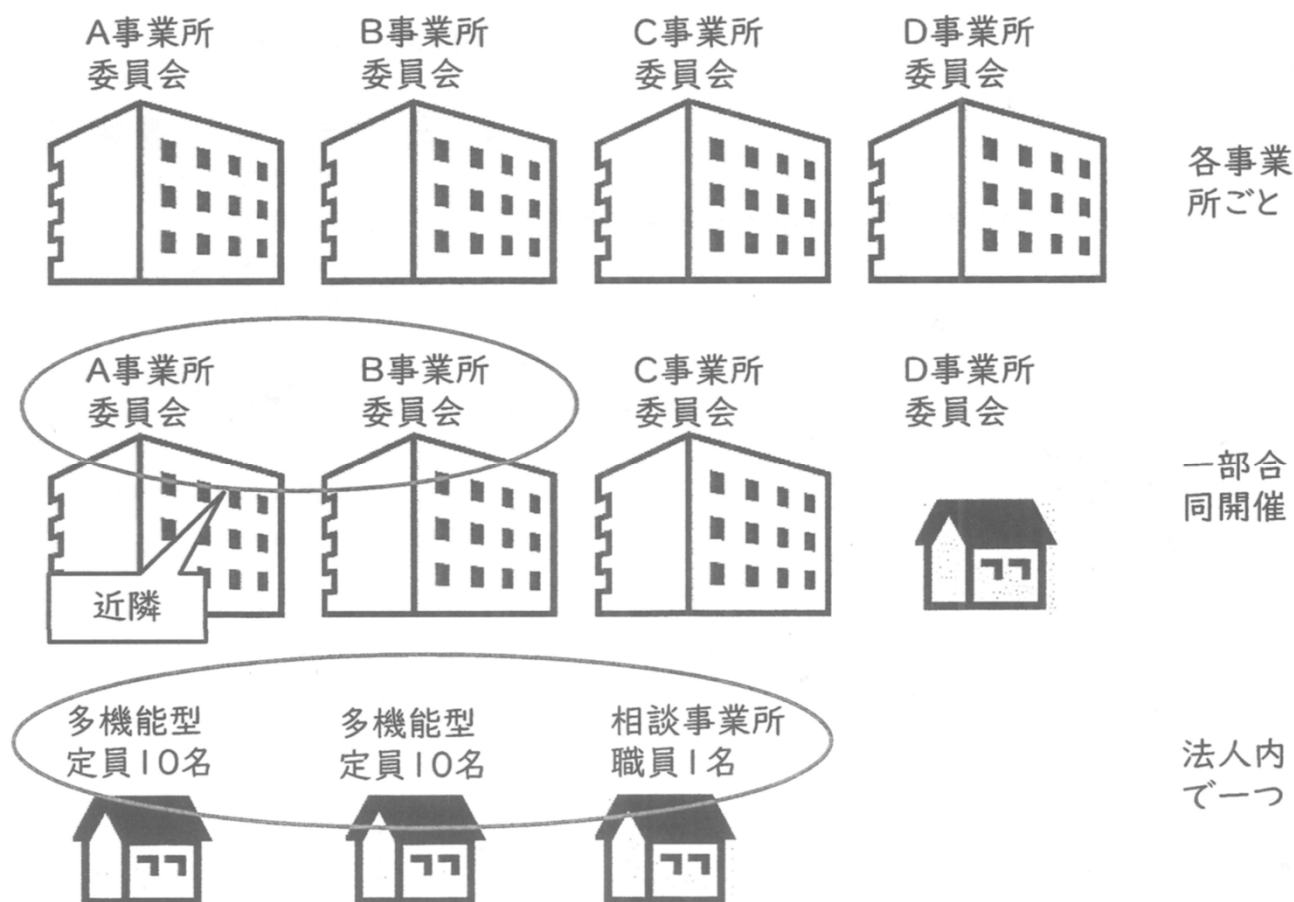 A事業所
委員会
B事業所
委員会
C事業所
委員会
D事業所
委員会
各事業
所ごと
A事業所
委員会
B事業所
委員会
C事業所
委員会
D事業所
委員会
一部合
同開催
近隣
多機能型
定員10名
多機能型
定員10名
相談事業所
職員1名
法人内
で一つ